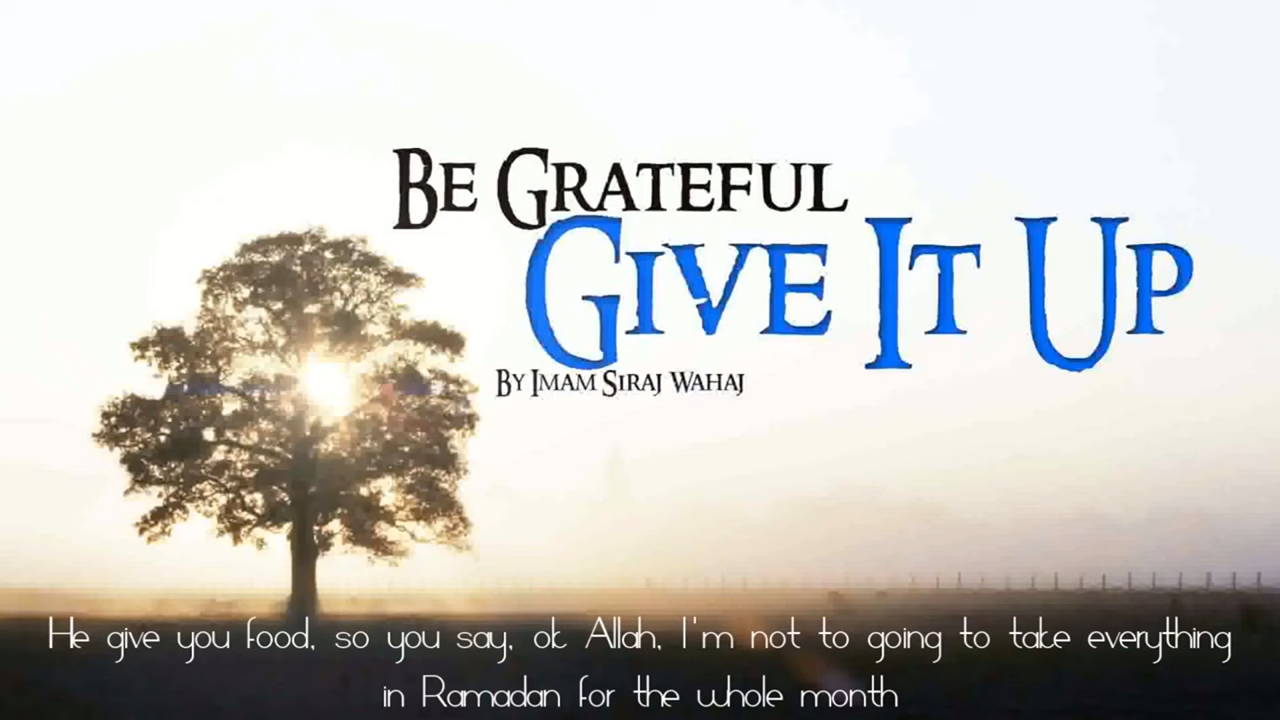 BE GRATEFUL
GIVE IT UP
BY IMAM SIRAJ WAHAJ
He give you food, so you say, ok Allah, I'm not to going to take everything
in Ramadan for the whole month